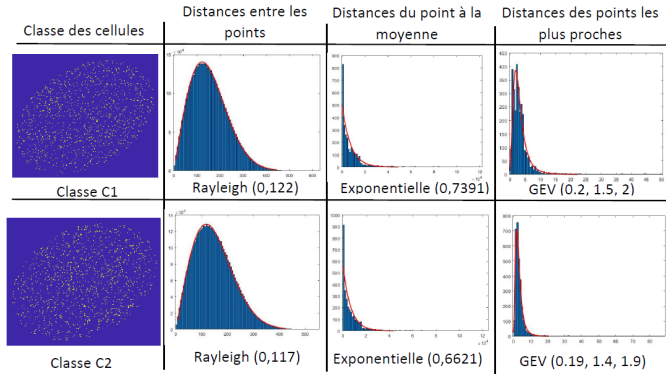 Classe des cellules
Distances entre les points
Distances du point à la moyenne
Distances des points les plus proches
Classe C1
Rayleigh (0,122)
Exponentielle (0,7391)
GEV (0.2, 1.5, 2)
Classe C2
Rayleigh (0,117)
Exponentielle (0,6621)
GEV (0.19, 1.4, 1.9)